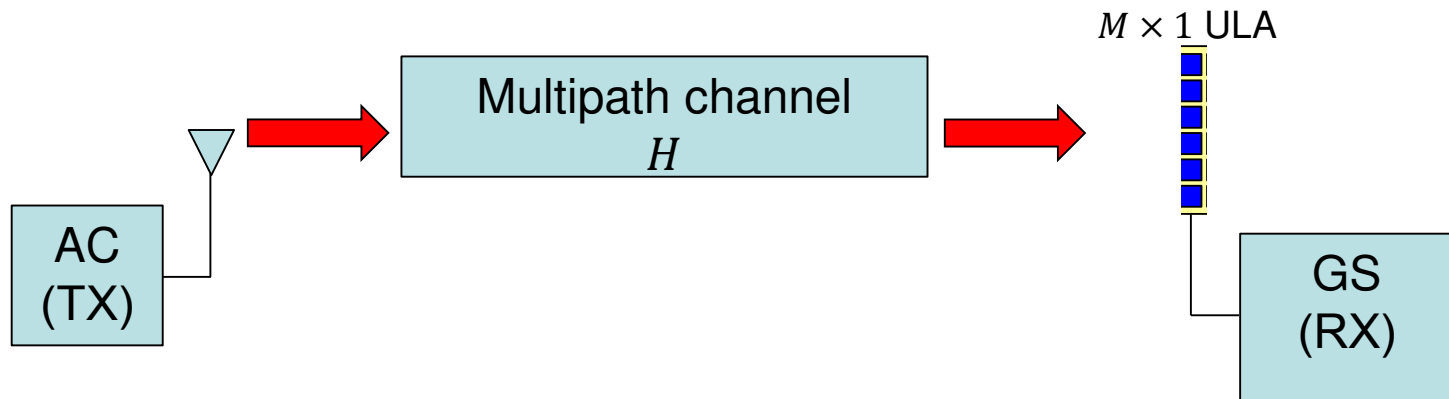 M × 1 ULA
Multipath channel
H
AC
(TX)
GS
(RX)